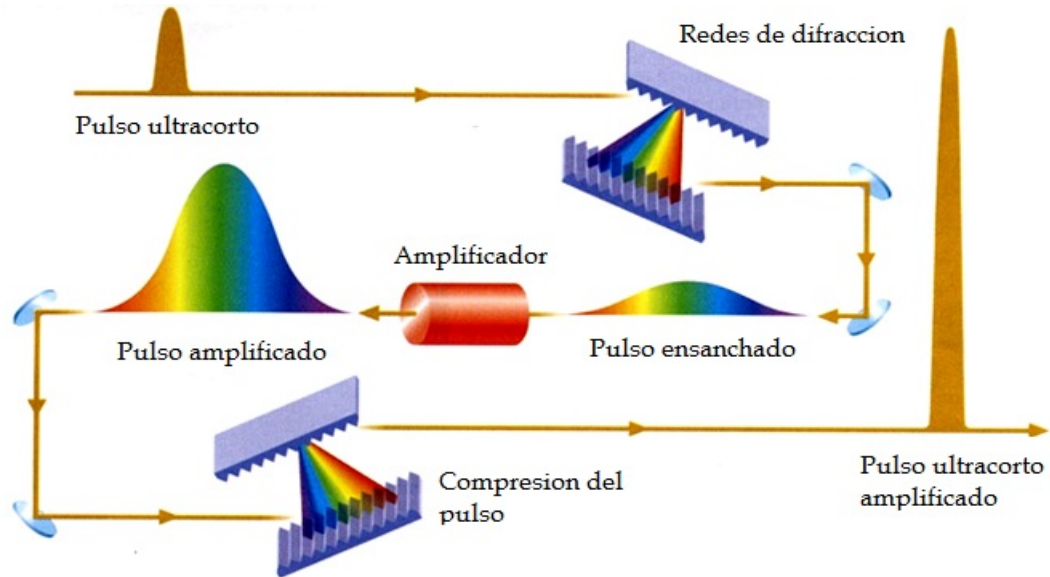 Redes de difraccion
Pulso ultracorto
Amplificador
Pulso amplificado
Pulso ensanchado
Compresion del
pulso
Pulso ultracorto
amplificado